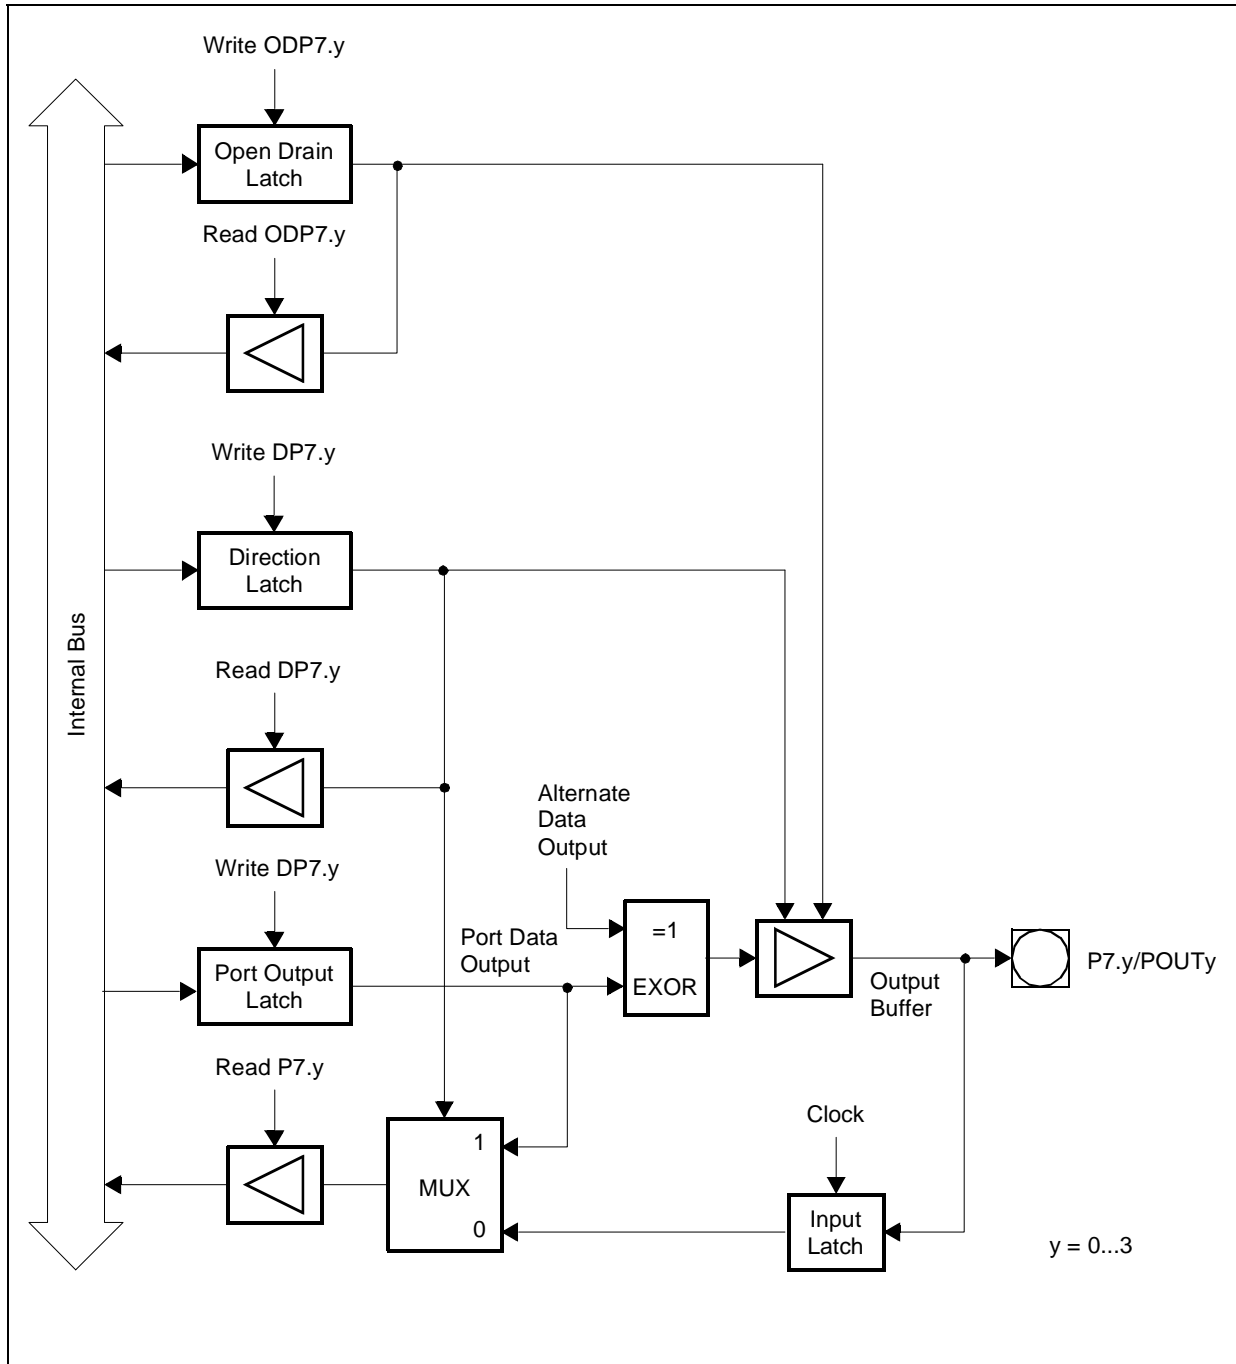 Write ODP7.y
Open Drain
Latch
Read ODP7.y
Write DP7.y
Direction
Latch
Internal Bus
Read DP7.y
Alternate
Data
Output
Write DP7.y
=1
EXOR
Port Data
Output
Port Output
Latch
Output
Buffer
P7.y/POUTy
Read P7.y
Clock
1
MUX
0
Input
Latch
y = 0...3